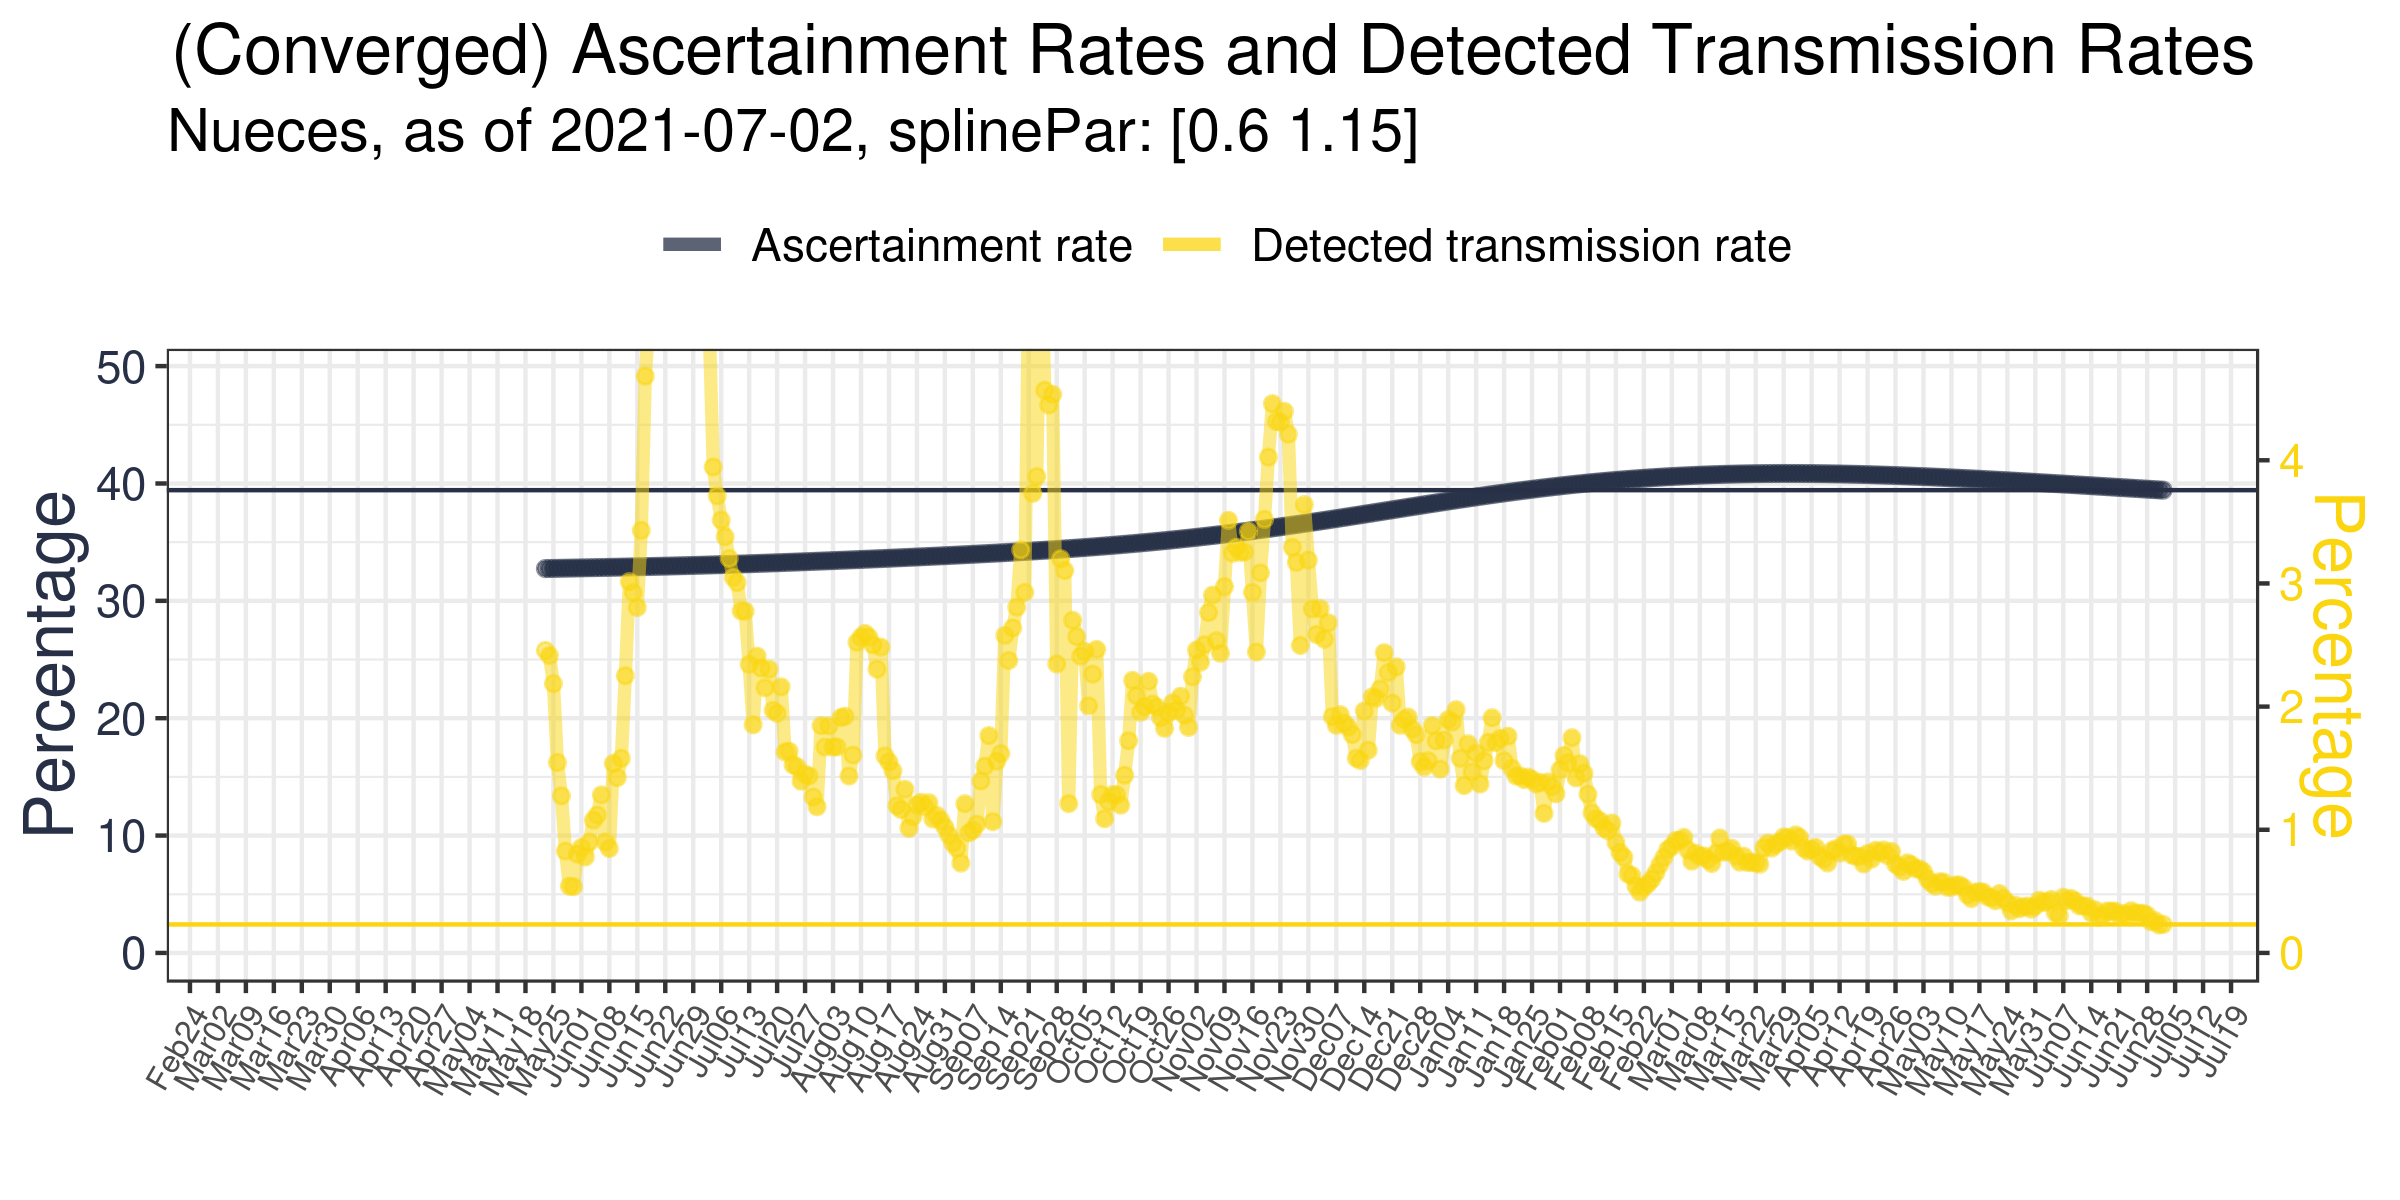 (Converged) Ascertainment Rates and Detected Transmission Rates
Nueces, as of 2021-07-02, splinePar: [0.6 1.15]
Ascertainment rate
Detected transmission rate
Percentage
50
40
30
20
10
0
4
3
2
1
0
Percentage
Feb24
Mar02
Mar09
Mar16
Mar23
Mar30
Apr06
Apr13
Apr20
Apr27
May04
May11
May18
May25
Jun01
Jun08
Jun15
Jun22
Jun29
Jul06
Jul13
Jul20
Jul27
Aug03
Aug10
Aug17
Aug24
Aug31
Sep07
Sep14
Sep21
Sep28
Oct05
Oct12
Oct19
Oct26
Nov02
Nov09
Nov16
Nov23
Nov30
Dec07
Dec14
Dec21
Dec28
Jan04
Jan11
Jan18
Jan25
Feb01
Feb08
Feb15
Feb22
Mar01
Mar08
Mar15
Mar22
Mar29
Apr05
Apr12
Apr19
Apr26
May03
May10
May17
May24
May31
Jun07
Jun14
Jun21
Jun28
Jul05
Jul12
Jul19